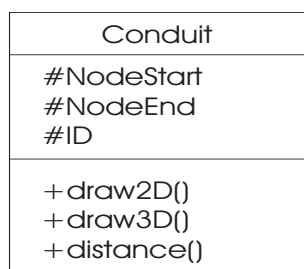 Conduit
#NodeStart
#NodeEnd
#ID
+draw2D()
+draw3D()
+distance()